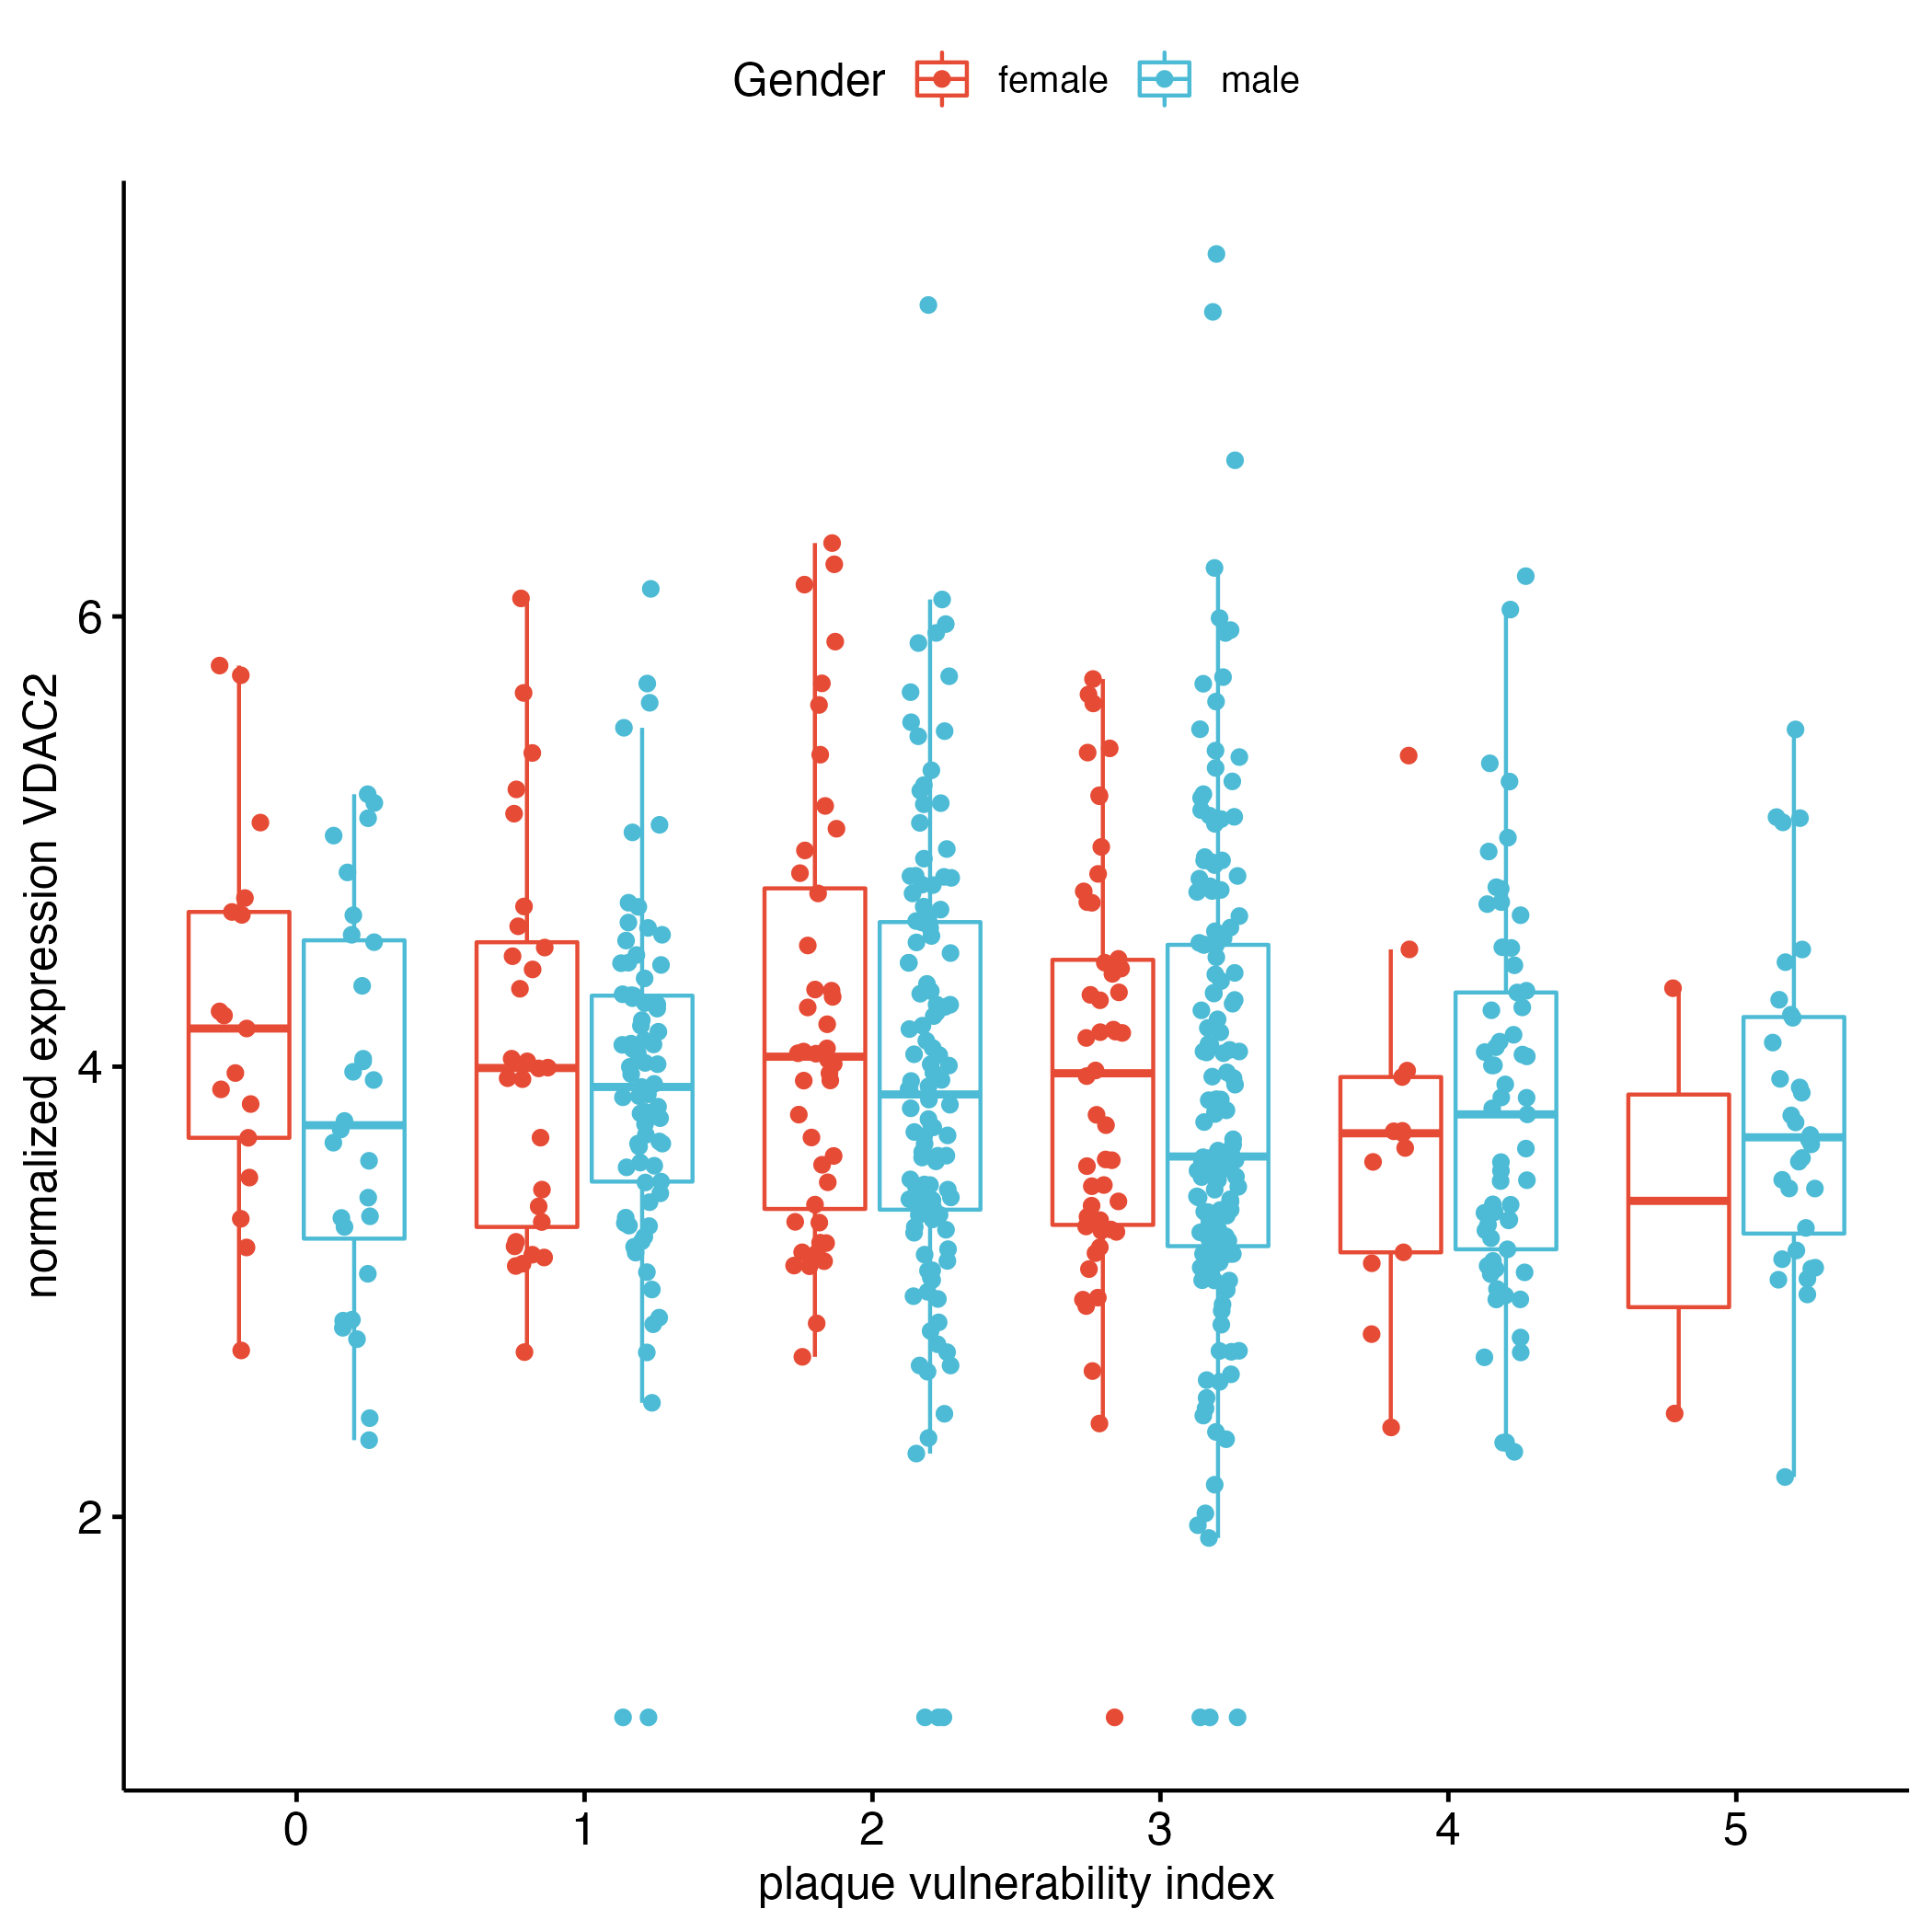 Gender female male
normalized expression VDAC2
6
4
2
0 1 2 3 4 5
plaque vulnerability index